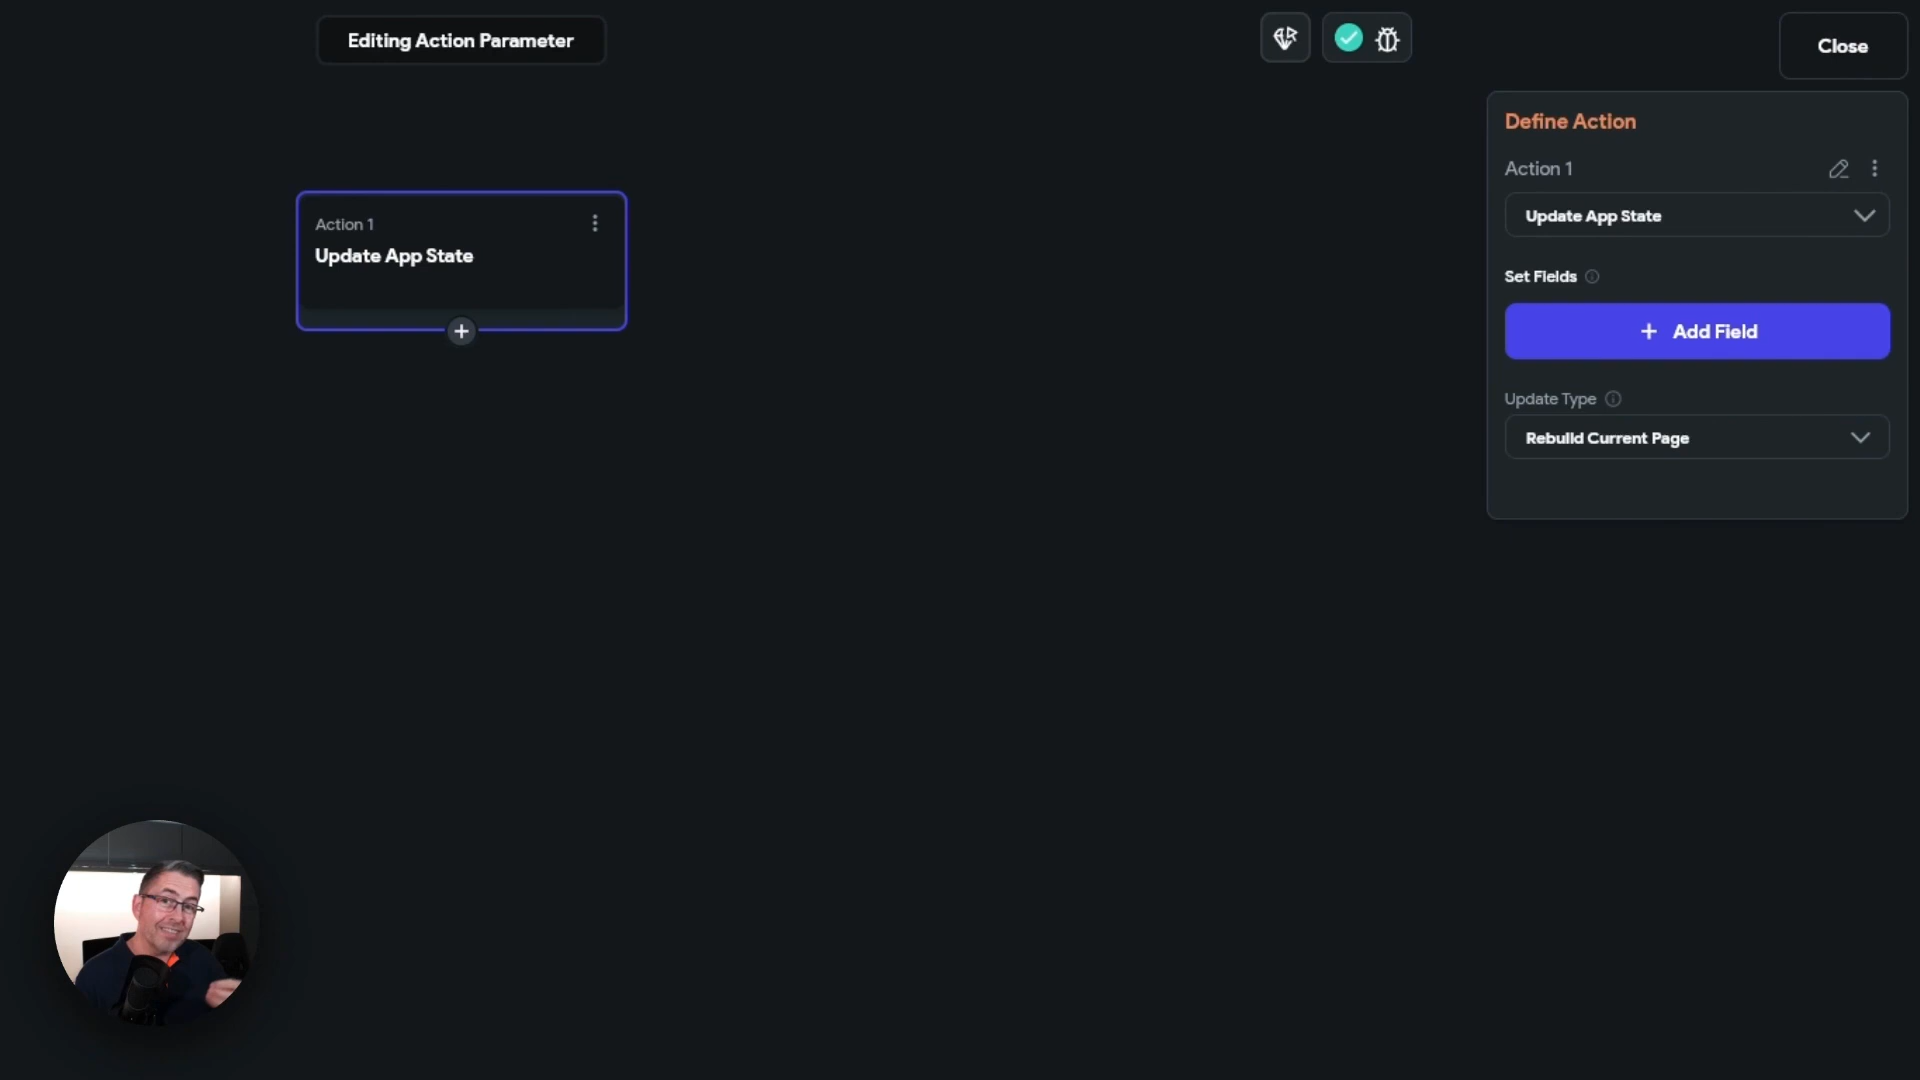 Editing Action Parameter
Close
Define Action
Action 1
Update App State
Set Fields
+ Add Field
Update Type
Rebuild Current Page
Action 1
Update App State